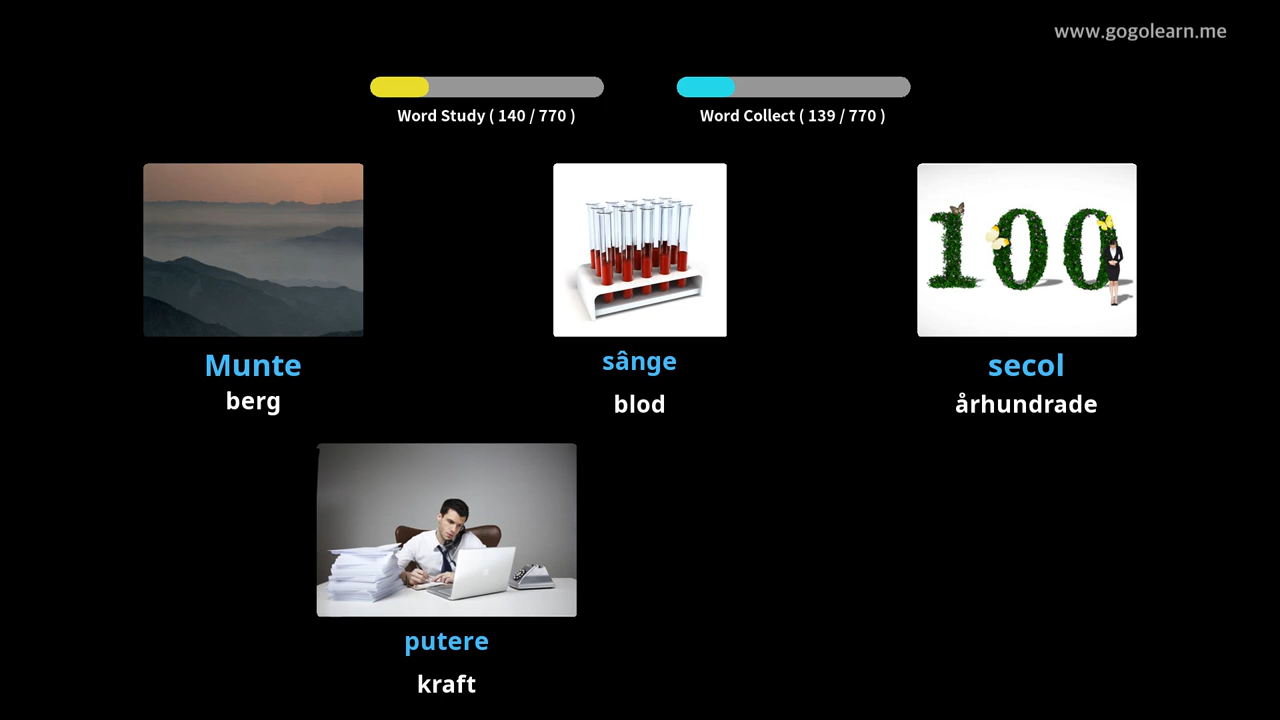 www.gogolearn.me
Word Study ( 140 / 770 )
Word Collect ( 139 / 770 )
Munte
berg
sânge
blod
secol
århundrade
putere
kraft